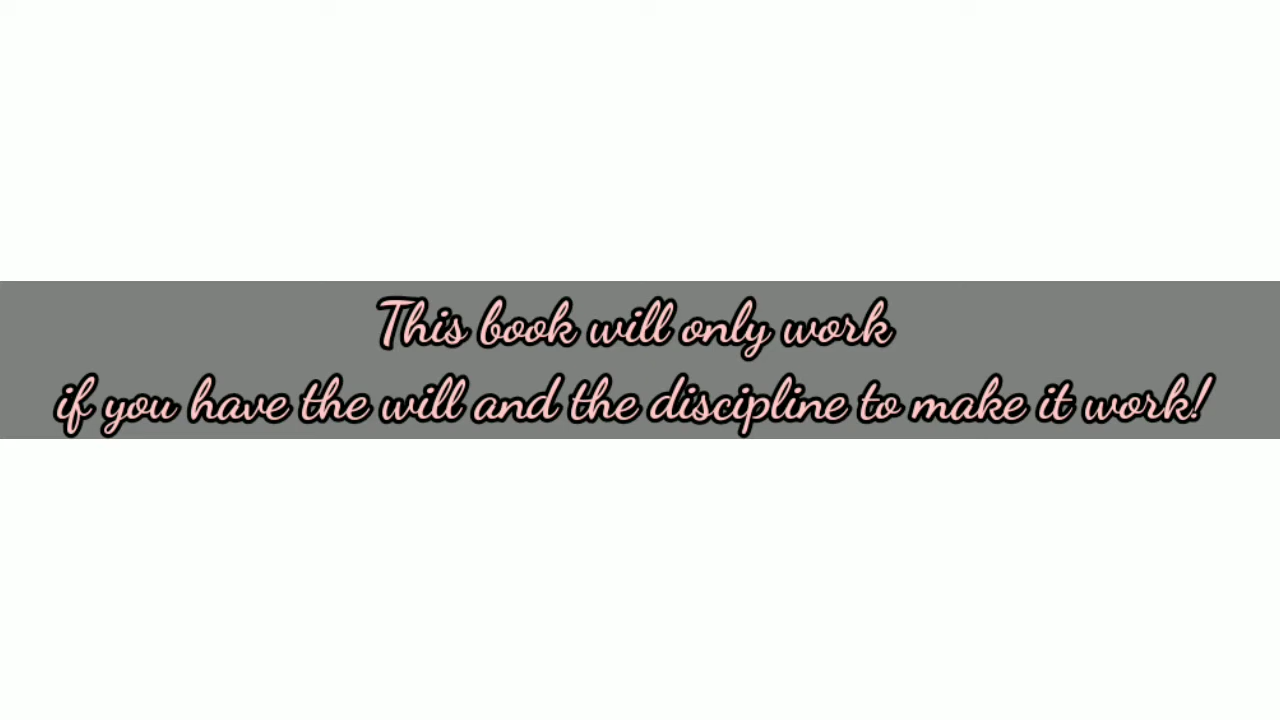 This book will only work
if you have the will and the discipline to make it work!